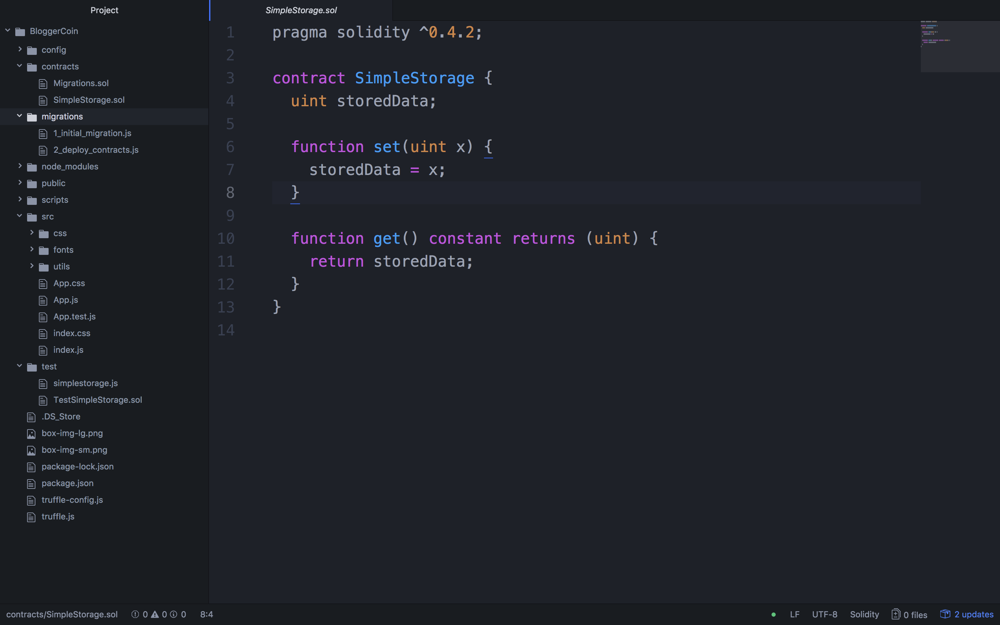 Project
BloggerCoin
config
contracts
Migrations.sol
SimpleStorage.sol
migrations
1_initial_migration.js
2_deploy_contracts.js
node_modules
public
scripts
src
css
fonts
utils
App.css
App.js
App.test.js
index.css
index.js
test
simplestorage.js
TestSimpleStorage.sol
.DS_Store
box-img-lg.png
box-img-sm.png
package-lock.json
package.json
truffle-config.js
truffle.js
SimpleStorage.sol
1 pragma solidity ^0.4.2;
2
3 contract SimpleStorage {
4 uint storedData;
5
6 function set(uint x) {
7 storedData = x;
8 }
9
10 function get() constant returns (uint) {
11 return storedData;
12 }
13 }
14
contracts/SimpleStorage.sol 0 0 0 8:4 LF UTF-8 Solidity 0 files 2 updates